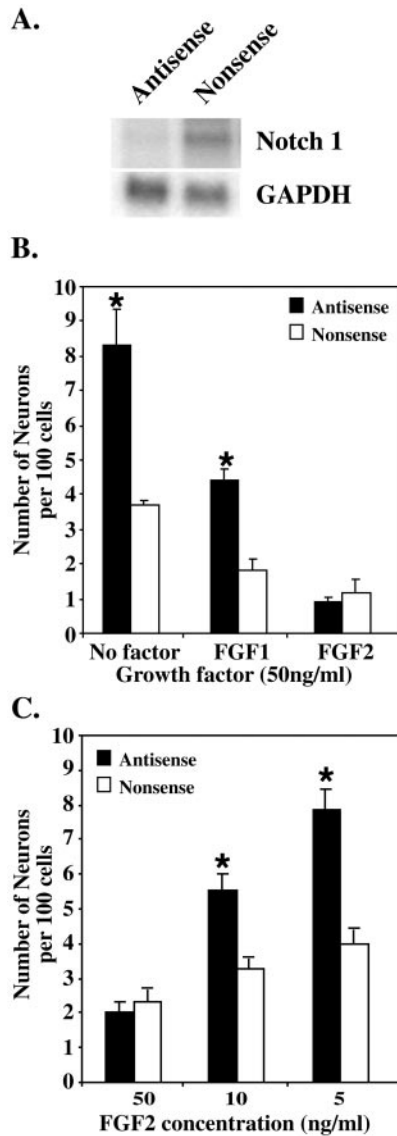 A.
Antisense Nonsense
Notch 1
GAPDH
B.
10
9
8
7
6
5
4
3
2
1
0
Number of Neurons
per 100 cells
* *
Antisense
Nonsense
No factor FGF1 FGF2
Growth factor (50ng/ml)
C.
10
9
8
7
6
5
4
3
2
1
0
Number of Neurons
per 100 cells
Antisense
Nonsense
* *
50 10 5
FGF2 concentration (ng/ml)